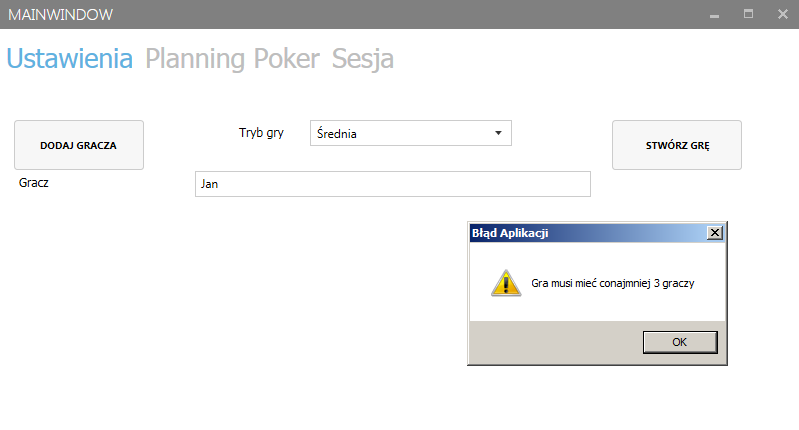 MAINWINDOW
Ustawienia Planning Poker Sesja
DODAJ GRACZA
Tryb gry
Średnia
STWÓRZ GRĘ
Gracz
Jan
Błąd Aplikacji
Gra musi mieć conajmniej 3 graczy
OK